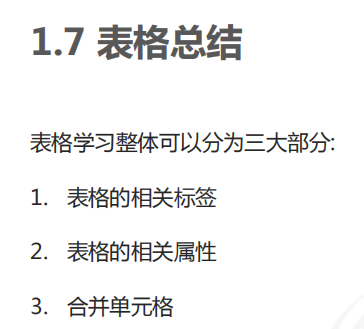 1.7 表格总结
表格学习整体可以分为三大部分:
1. 表格的相关标签
2. 表格的相关属性
3. 合并单元格